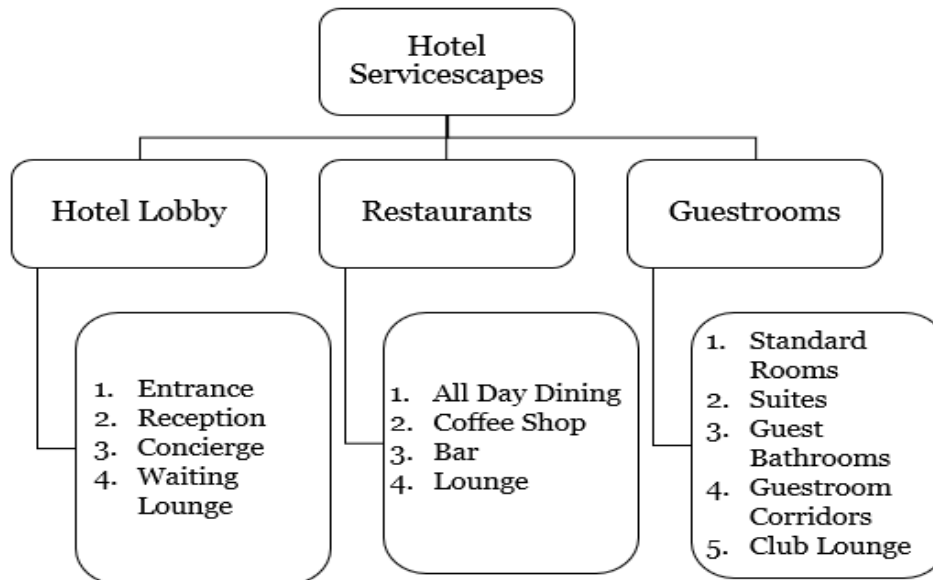 Hotel
Servicescapes
Hotel Lobby
Restaurants
Guestrooms
1. Entrance
2. Reception
3. Concierge
4. Waiting
Lounge
1. All Day Dining
2. Coffee Shop
3. Bar
4. Lounge
1. Standard
Rooms
2. Suites
3. Guest
Bathrooms
4. Guestroom
Corridors
5. Club Lounge